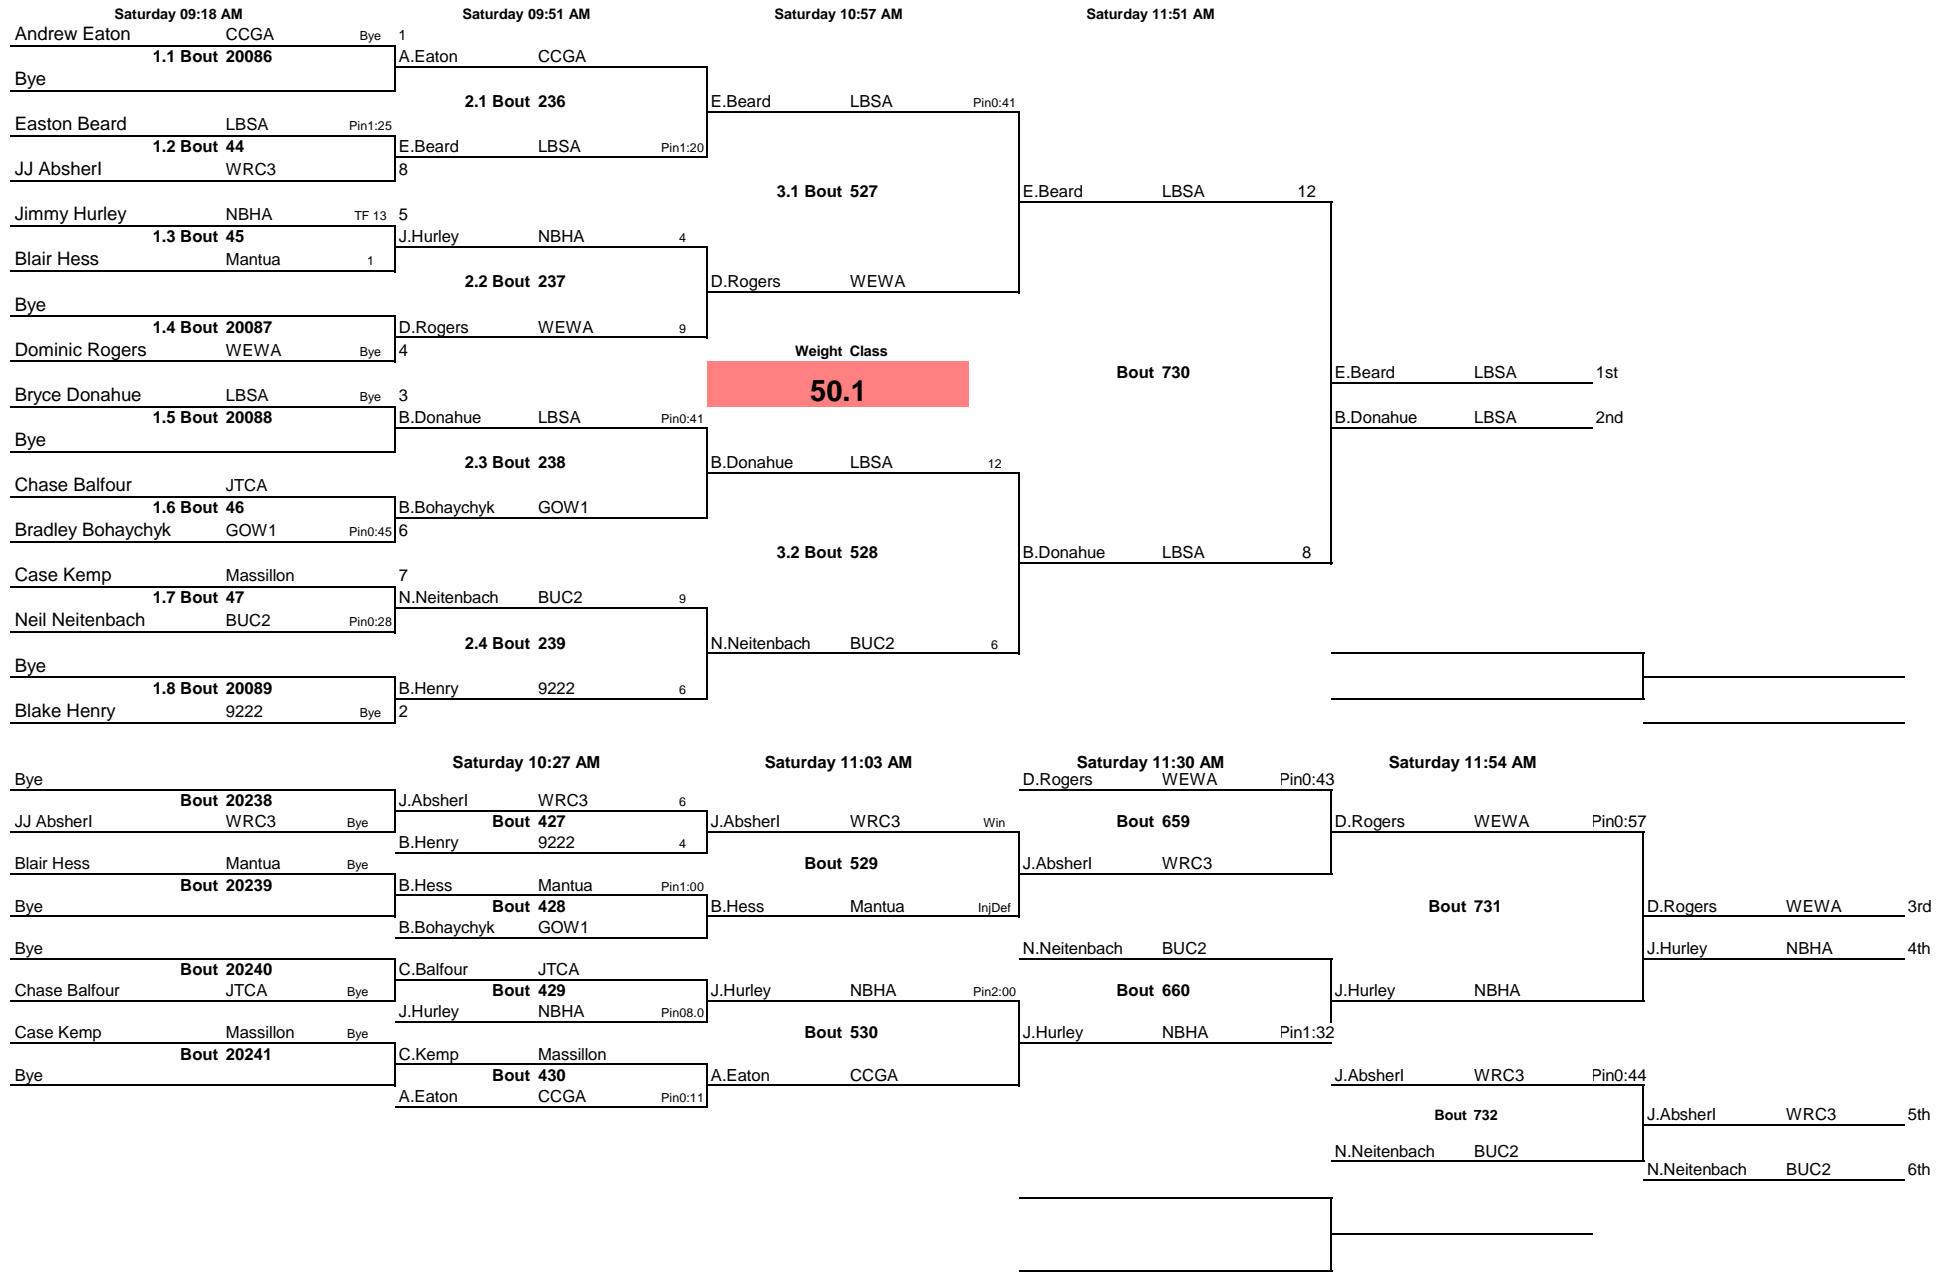 Saturday 09:18 AM Saturday 09:51 AM Saturday 10:57 AM Saturday 11:51 AM
Andrew Eaton CCGA Bye 1
1.1 Bout 20086 A.Eaton CCGA
Bye
2.1 Bout 236 E.Beard LBSA Pin0:41
Easton Beard LBSA Pin1:25
1.2 Bout 44 E.Beard LBSA Pin1:20
JJ Absherl WRC3 8
3.1 Bout 527 E.Beard LBSA 12
Jimmy Hurley NBHA TF 13 5
1.3 Bout 45 J.Hurley NBHA 4
Blair Hess Mantua 1
2.2 Bout 237 D.Rogers WEWA
Bye
1.4 Bout 20087 D.Rogers WEWA 9
Dominic Rogers WEWA Bye 4 Weight Class
Bout 730 E.Beard LBSA 1st
Bryce Donahue LBSA Bye 3 50.1
1.5 Bout 20088 B.Donahue LBSA Pin0:41 B.Donahue LBSA 2nd
Bye
2.3 Bout 238 B.Donahue LBSA 12
Chase Balfour JTCA
1.6 Bout 46 B.Bohaychyk GOW1
Bradley Bohaychyk GOW1 Pin0:45 6
3.2 Bout 528 B.Donahue LBSA 8
Case Kemp Massillon 7
1.7 Bout 47 N.Neitenbach BUC2 9
Neil Neitenbach BUC2 Pin0:28
2.4 Bout 239 N.Neitenbach BUC2 6
Bye
1.8 Bout 20089 B.Henry 9222 6
Blake Henry 9222 Bye 2
Saturday 10:27 AM Saturday 11:03 AM Saturday 11:30 AM Saturday 11:54 AM
Bye D.Rogers WEWA Pin0:43
Bout 20238 J.Absherl WRC3 6
JJ Absherl WRC3 Bye Bout 427 J.Absherl WRC3 Win Bout 659 D.Rogers WEWA Pin0:57
B.Henry 9222 4
Blair Hess Mantua Bye Bout 529 J.Absherl WRC3
Bout 20239 B.Hess Mantua Pin1:00
Bye Bout 428 B.Hess Mantua InjDef Bout 731 D.Rogers WEWA 3rd
B.Bohaychyk GOW1
Bye N.Neitenbach BUC2 J.Hurley NBHA 4th
Bout 20240 C.Balfour JTCA
Chase Balfour JTCA Bye Bout 429 J.Hurley NBHA Pin2:00 Bout 660 J.Hurley NBHA
J.Hurley NBHA Pin08.0
Case Kemp Massillon Bye Bout 530 J.Hurley NBHA Pin1:32
Bout 20241 C.Kemp Massillon
Bye Bout 430 A.Eaton CCGA J.Absherl WRC3 Pin0:44
A.Eaton CCGA Pin0:11
Bout 732 J.Absherl WRC3 5th
N.Neitenbach BUC2
N.Neitenbach BUC2 6th